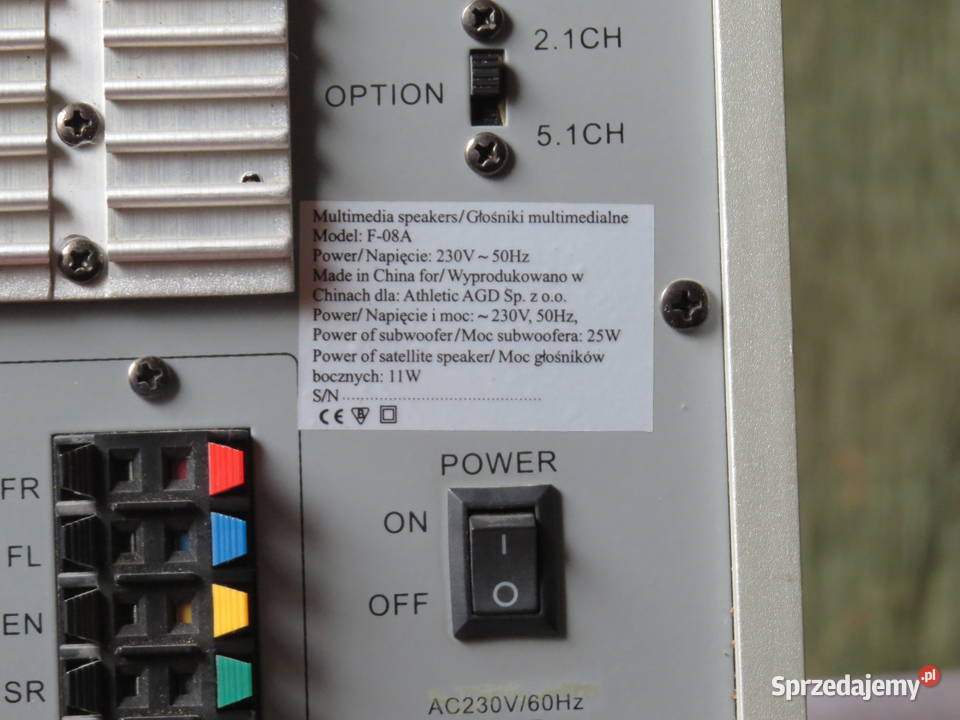 2.1CH
OPTION
5.1CH
Multimedia speakers/Głośniki multimedialne
Model: F-08A
Power/Napięcie: 230V ~ 50Hz
Made in China for/Wyprodukowano w
Chinach dla: Athletic AGD Sp. z o.o.
Power/Napięcie i moc: ~ 230V, 50Hz,
Power of subwoofer/Moc subwoofera: 25W
Power of satellite speaker/ Moc głośników
bocznych: 11W
S/N..........................................
CE B
POWER
ON
OFF
I
O
FR
FL
EN
SR
AC230V/60Hz
Sprzedajemy.pl